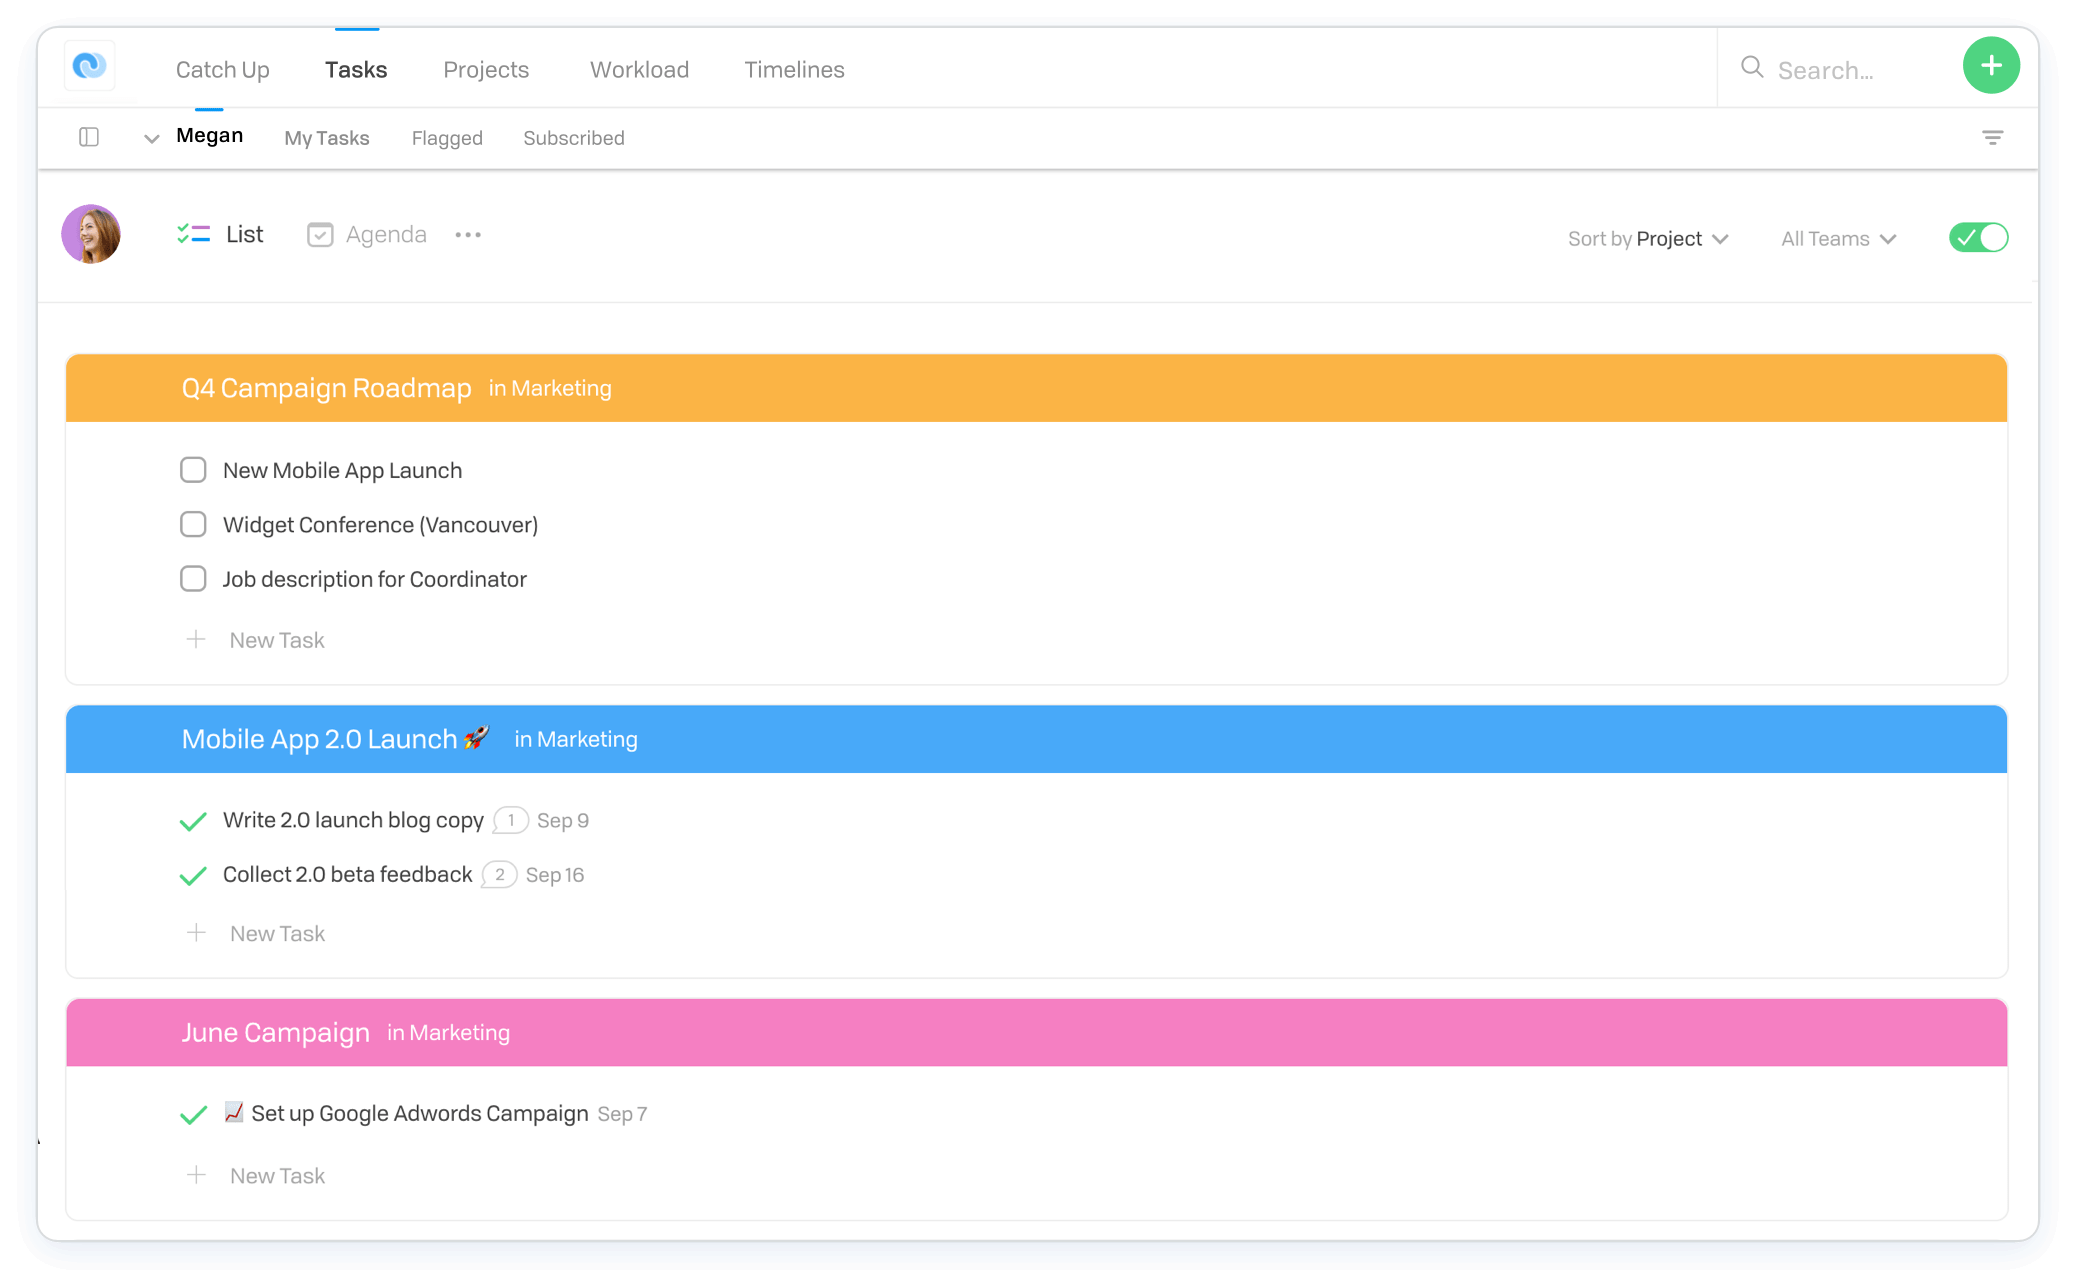 Catch Up Tasks Projects Workload Timelines Search...
Megan My Tasks Flagged Subscribed
List Agenda Sort by Project All Teams
Q4 Campaign Roadmap in Marketing
New Mobile App Launch
Widget Conference (Vancouver)
Job description for Coordinator
New Task
Mobile App 2.0 Launch 🚀 in Marketing
Write 2.0 launch blog copy 1 Sep 9
Collect 2.0 beta feedback 2 Sep 16
New Task
June Campaign in Marketing
📈 Set up Google Adwords Campaign Sep 7
New Task